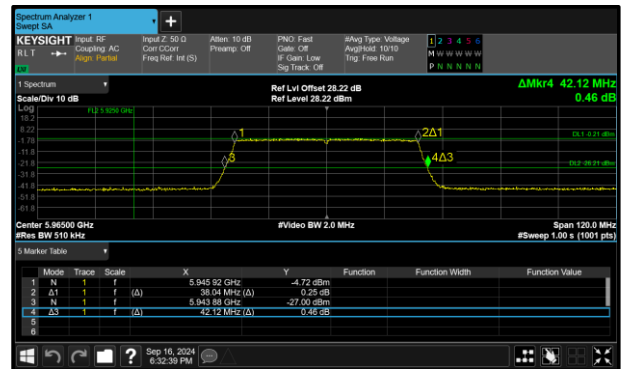 Spectrum Analyzer 1
Swept SA
+
KEYSIGHT Input: RF Input Z: 50 Ω Atten: 10 dB PNO: Fast #Avg Type: Voltage 1 2 3 4 5 6
RLT Coupling: AC Corr CCorr Preamp: Off Gate: Off Avg|Hold: 10/10 M W W W W W
Align: Partial Freq Ref: Int (S) IF Gain: Low Trig: Free Run
Sig Track: Off P N N N N N
1 Spectrum Ref Lvl Offset 28.22 dB ΔMkr4 42.12 MHz
Scale/Div 10 dB Ref Level 28.22 dBm 0.46 dB
Log
18.2 FL2 5.9250 GHz
8.22
1 2Δ1
-1.78 DL1 -0.21 dBm
-11.8
3 4Δ3
-21.8 DL2 -26.21 dBm
-31.8
-41.8
-51.8
-61.8
Center 5.96500 GHz #Video BW 2.0 MHz Span 120.0 MHz
#Res BW 510 kHz #Sweep 1.00 s (1001 pts)
5 Marker Table
Mode Trace Scale X Y Function Function Width Function Value
1 N 1 f 5.945 92 GHz -4.72 dBm
2 Δ1 1 f (Δ) 38.04 MHz (Δ) 0.25 dB
3 N 1 f 5.943 88 GHz -27.00 dBm
4 Δ3 1 f (Δ) 42.12 MHz (Δ) 0.46 dB
5
6
? Sep 16, 2024
6:32:39 PM